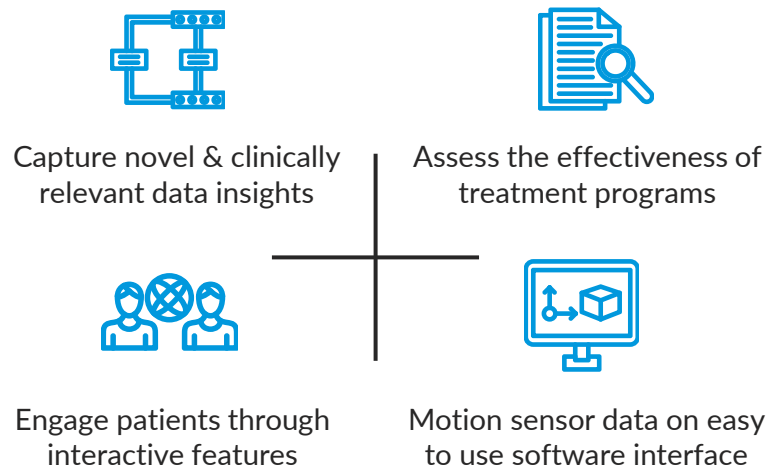 Capture novel & clinically
relevant data insights
Assess the effectiveness of
treatment programs
Engage patients through
interactive features
Motion sensor data on easy
to use software interface